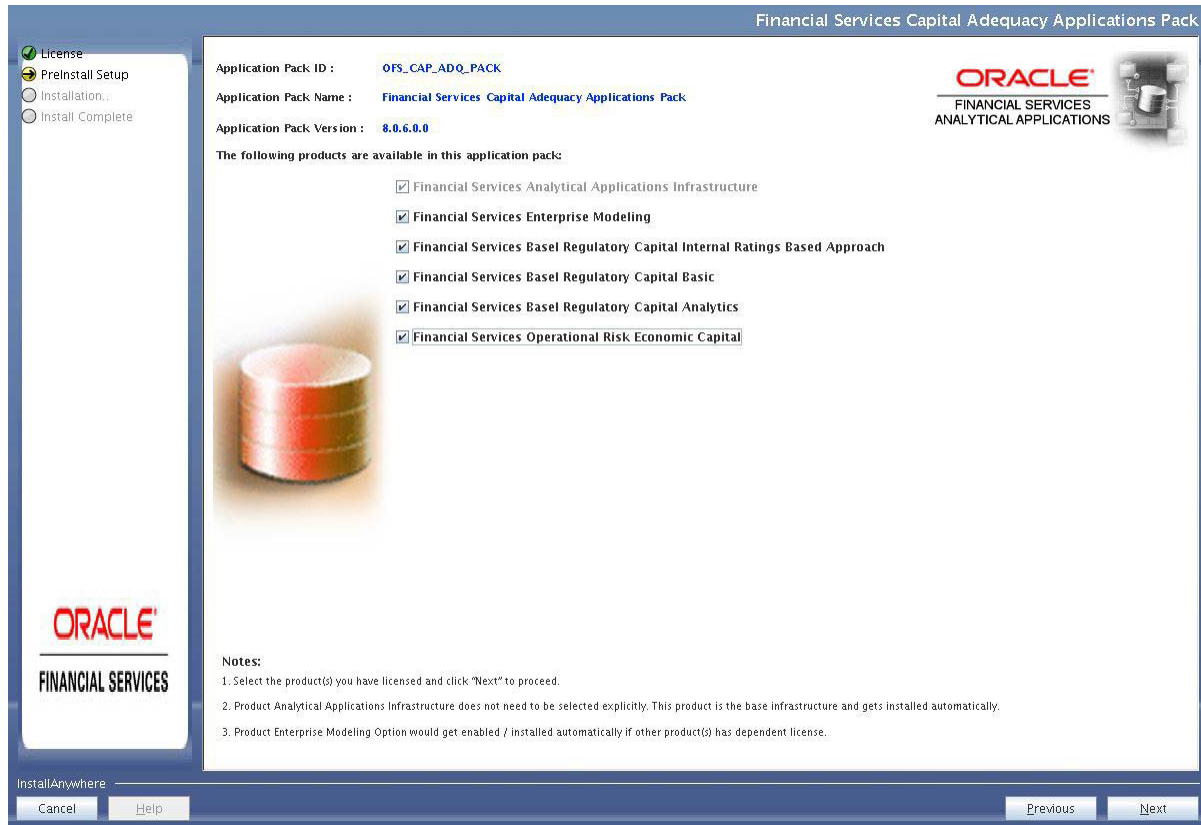 Financial Services Capital Adequacy Applications Pack
License
PreInstall Setup
Installation..
Install Complete
Application Pack ID : OFS_CAP_ADQ_PACK
Application Pack Name : Financial Services Capital Adequacy Applications Pack
Application Pack Version : 8.0.6.0.0
ORACLE
FINANCIAL SERVICES
ANALYTICAL APPLICATIONS
The following products are available in this application pack:
Financial Services Analytical Applications Infrastructure
Financial Services Enterprise Modeling
Financial Services Basel Regulatory Capital Internal Ratings Based Approach
Financial Services Basel Regulatory Capital Basic
Financial Services Basel Regulatory Capital Analytics
Financial Services Operational Risk Economic Capital
ORACLE
FINANCIAL SERVICES
Notes:
1. Select the product(s) you have licensed and click "Next" to proceed.
2. Product Analytical Applications Infrastructure does not need to be selected explicitly. This product is the base infrastructure and gets installed automatically.
3. Product Enterprise Modeling Option would get enabled / installed automatically if other product(s) has dependent license.
InstallAnywhere
Cancel Help Previous Next